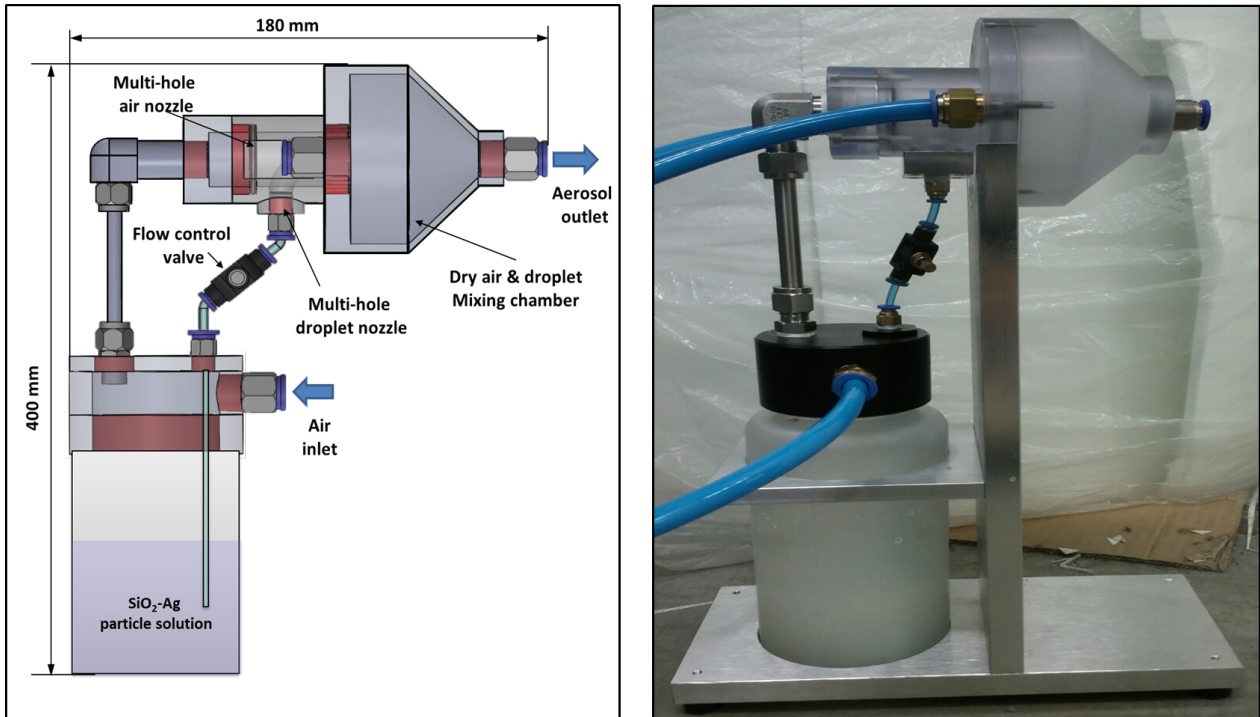 180 mm
Multi-hole
air nozzle
Aerosol
outlet
Flow control
valve
Dry air & droplet
Mixing chamber
Multi-hole
droplet nozzle
400 mm
Air
inlet
SiO₂-Ag
particle solution